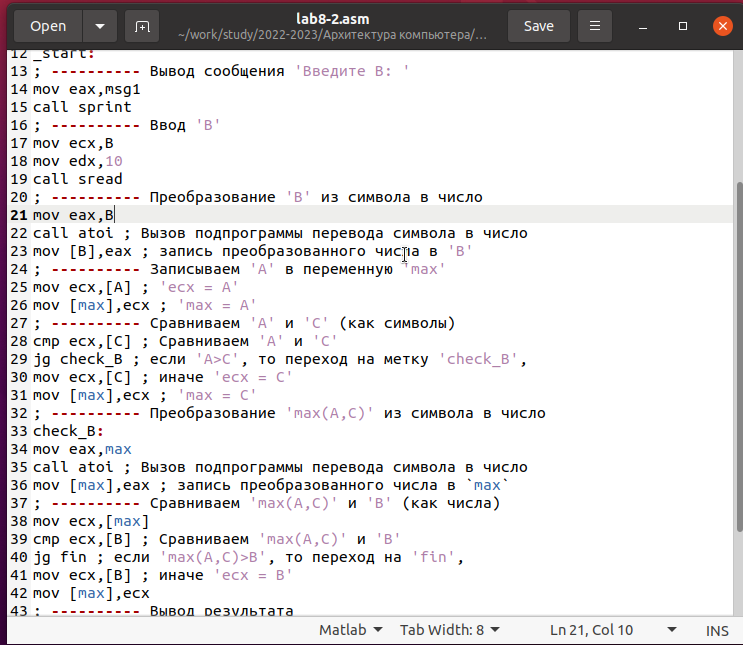 Open
lab8-2.asm
~/work/study/2022-2023/Архитектура компьютера/…
Save
12 _start:
13 ; ---------- Вывод сообщения 'Введите B: '
14 mov eax,msg1
15 call sprint
16 ; ---------- Ввод 'B'
17 mov ecx,B
18 mov edx,10
19 call sread
20 ; ---------- Преобразование 'B' из символа в число
21 mov eax,B
22 call atoi ; Вызов подпрограммы перевода символа в число
23 mov [B],eax ; запись преобразованного числа в 'B'
24 ; ---------- Записываем 'A' в переменную 'max'
25 mov ecx,[A] ; 'ecx = A'
26 mov [max],ecx ; 'max = A'
27 ; ---------- Сравниваем 'A' и 'С' (как символы)
28 cmp ecx,[C] ; Сравниваем 'A' и 'С'
29 jg check_B ; если 'A>C', то переход на метку 'check_B',
30 mov ecx,[C] ; иначе 'ecx = C'
31 mov [max],ecx ; 'max = C'
32 ; ---------- Преобразование 'max(A,C)' из символа в число
33 check_B:
34 mov eax,max
35 call atoi ; Вызов подпрограммы перевода символа в число
36 mov [max],eax ; запись преобразованного числа в `max`
37 ; ---------- Сравниваем 'max(A,C)' и 'B' (как числа)
38 mov ecx,[max]
39 cmp ecx,[B] ; Сравниваем 'max(A,C)' и 'B'
40 jg fin ; если 'max(A,C)>B', то переход на 'fin',
41 mov ecx,[B] ; иначе 'ecx = B'
42 mov [max],ecx
43 ; ---------- Вывод результата
Matlab Tab Width: 8 Ln 21, Col 10 INS